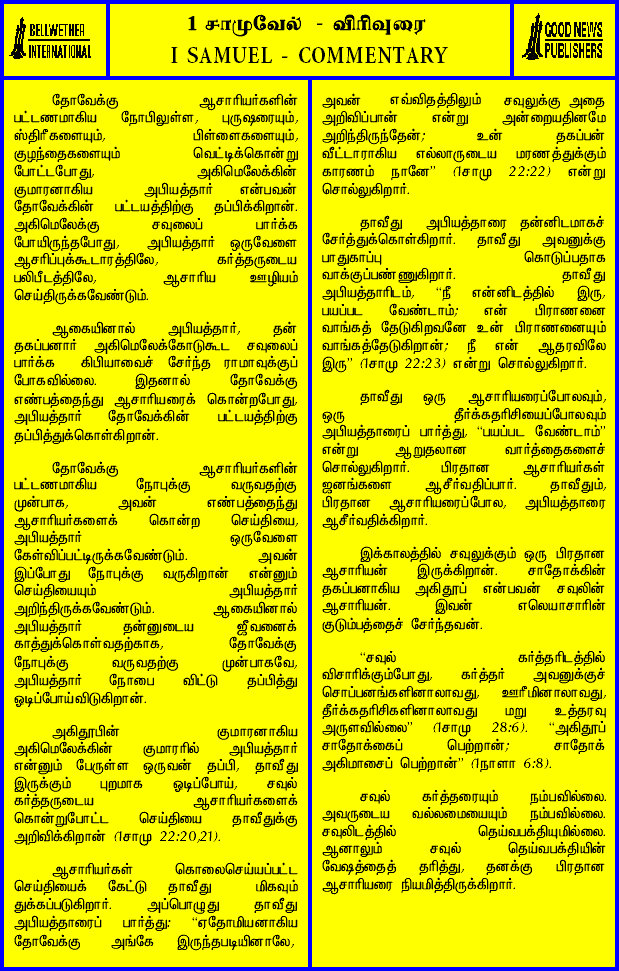 BELLWETHER
INTERNATIONAL
1 சாமுவேல் - விரிவுரை
I SAMUEL - COMMENTARY
GOOD NEWS
PUBLISHERS
தோவேக்கு ஆசாரியர்களின்
பட்டணமாகிய நோபிலுள்ள, புருஷரையும்,
ஸ்திரீகளையும், பிள்ளைகளையும்,
குழந்தைகளையும் வெட்டிக்கொன்று
போட்டபோது, அகிமெலேக்கின்
குமாரனாகிய அபியத்தார் என்பவன்
தோவேக்கின் பட்டயத்திற்கு தப்பிக்கிறான்.
அகிமெலேக்கு சவுலைப் பார்க்க
போயிருந்தபோது, அபியத்தார் ஒருவேளை
ஆசரிப்புக்கூடாரத்திலே, கர்த்தருடைய
பலிபீடத்திலே, ஆசாரிய ஊழியம்
செய்திருக்கவேண்டும்.
ஆகையினால் அபியத்தார், தன்
தகப்பனார் அகிமெலேக்கோடுகூட சவுலைப்
பார்க்க கிபியாவைச் சேர்ந்த ராமாவுக்குப்
போகவில்லை. இதனால் தோவேக்கு
எண்பத்தைந்து ஆசாரியரைக் கொன்றபோது,
அபியத்தார் தோவேக்கின் பட்டயத்திற்கு
தப்பித்துக்கொள்கிறான்.
தோவேக்கு ஆசாரியர்களின்
பட்டணமாகிய நோபுக்கு வருவதற்கு
முன்பாக, அவன் எண்பத்தைந்து
ஆசாரியர்களைக் கொன்ற செய்தியை,
அபியத்தார் ஒருவேளை
கேள்விப்பட்டிருக்கவேண்டும். அவன்
இப்போது நோபுக்கு வருகிறான் என்னும்
செய்தியையும் அபியத்தார்
அறிந்திருக்கவேண்டும். ஆகையினால்
அபியத்தார் தன்னுடைய ஜீவனைக்
காத்துக்கொள்வதற்காக, தோவேக்கு
நோபுக்கு வருவதற்கு முன்பாகவே,
அபியத்தார் நோபை விட்டு தப்பித்து
ஓடிப்போய்விடுகிறான்.
அகிதூபின் குமாரனாகிய
அகிமெலேக்கின் குமாரரில் அபியத்தார்
என்னும் பேருள்ள ஒருவன் தப்பி, தாவீது
இருக்கும் புறமாக ஓடிப்போய், சவுல்
கர்த்தருடைய ஆசாரியர்களைக்
கொன்றுபோட்ட செய்தியை தாவீதுக்கு
அறிவிக்கிறான் (1சாமு 22:20,21).
ஆசாரியர்கள் கொலைசெய்யப்பட்ட
செய்தியைக் கேட்டு தாவீது மிகவும்
துக்கப்படுகிறார். அப்பொழுது தாவீது
அபியத்தாரைப் பார்த்து: “ஏதோமியனாகிய
தோவேக்கு அங்கே இருந்தபடியினாலே,
அவன் எவ்விதத்திலும் சவுலுக்கு அதை
அறிவிப்பான் என்று அன்றையதினமே
அறிந்திருந்தேன்; உன் தகப்பன்
வீட்டாராகிய எல்லாருடைய மரணத்துக்கும்
காரணம் நானே” (1சாமு 22:22) என்று
சொல்லுகிறார்.
தாவீது அபியத்தாரை தன்னிடமாகச்
சேர்த்துக்கொள்கிறார். தாவீது அவனுக்கு
பாதுகாப்பு கொடுப்பதாக
வாக்குப்பண்ணுகிறார். தாவீது
அபியத்தாரிடம், “நீ என்னிடத்தில் இரு,
பயப்பட வேண்டாம்; என் பிராணனை
வாங்கத் தேடுகிறவனே உன் பிராணனையும்
வாங்கத்தேடுகிறான்; நீ என் ஆதரவிலே
இரு” (1சாமு 22:23) என்று சொல்லுகிறார்.
தாவீது ஒரு ஆசாரியரைப்போலவும்,
ஒரு தீர்க்கதரிசியைப்போலவும்
அபியத்தாரைப் பார்த்து, “பயப்பட வேண்டாம்”
என்று ஆறுதலான வார்த்தைகளைச்
சொல்லுகிறார். பிரதான ஆசாரியர்கள்
ஜனங்களை ஆசீர்வதிப்பார். தாவீதும்,
பிரதான ஆசாரியரைப்போல, அபியத்தாரை
ஆசீர்வதிக்கிறார்.
இக்காலத்தில் சவுலுக்கும் ஒரு பிரதான
ஆசாரியன் இருக்கிறான். சாதோக்கின்
தகப்பனாகிய அகிதூப் என்பவன் சவுலின்
ஆசாரியன். இவன் எலெயாசாரின்
குடும்பத்தைச் சேர்ந்தவன்.
“சவுல் கர்த்தரிடத்தில்
விசாரிக்கும்போது, கர்த்தர் அவனுக்குச்
சொப்பனங்களினாலாவது, ஊரீமினாலாவது,
தீர்க்கதரிசிகளினாலாவது மறு உத்தரவு
அருளவில்லை” (1சாமு 28:6). “அகிதூப்
சாதோக்கைப் பெற்றான்; சாதோக்
அகிமாசைப் பெற்றான்” (1நாளா 6:8).
சவுல் கர்த்தரையும் நம்பவில்லை.
அவருடைய வல்லமையையும் நம்பவில்லை.
சவுலிடத்தில் தெய்வபக்தியுமில்லை.
ஆனாலும் சவுல் தெய்வபக்தியின்
வேஷத்தைத் தரித்து, தனக்கு பிரதான
ஆசாரியரை நியமித்திருக்கிறார்.